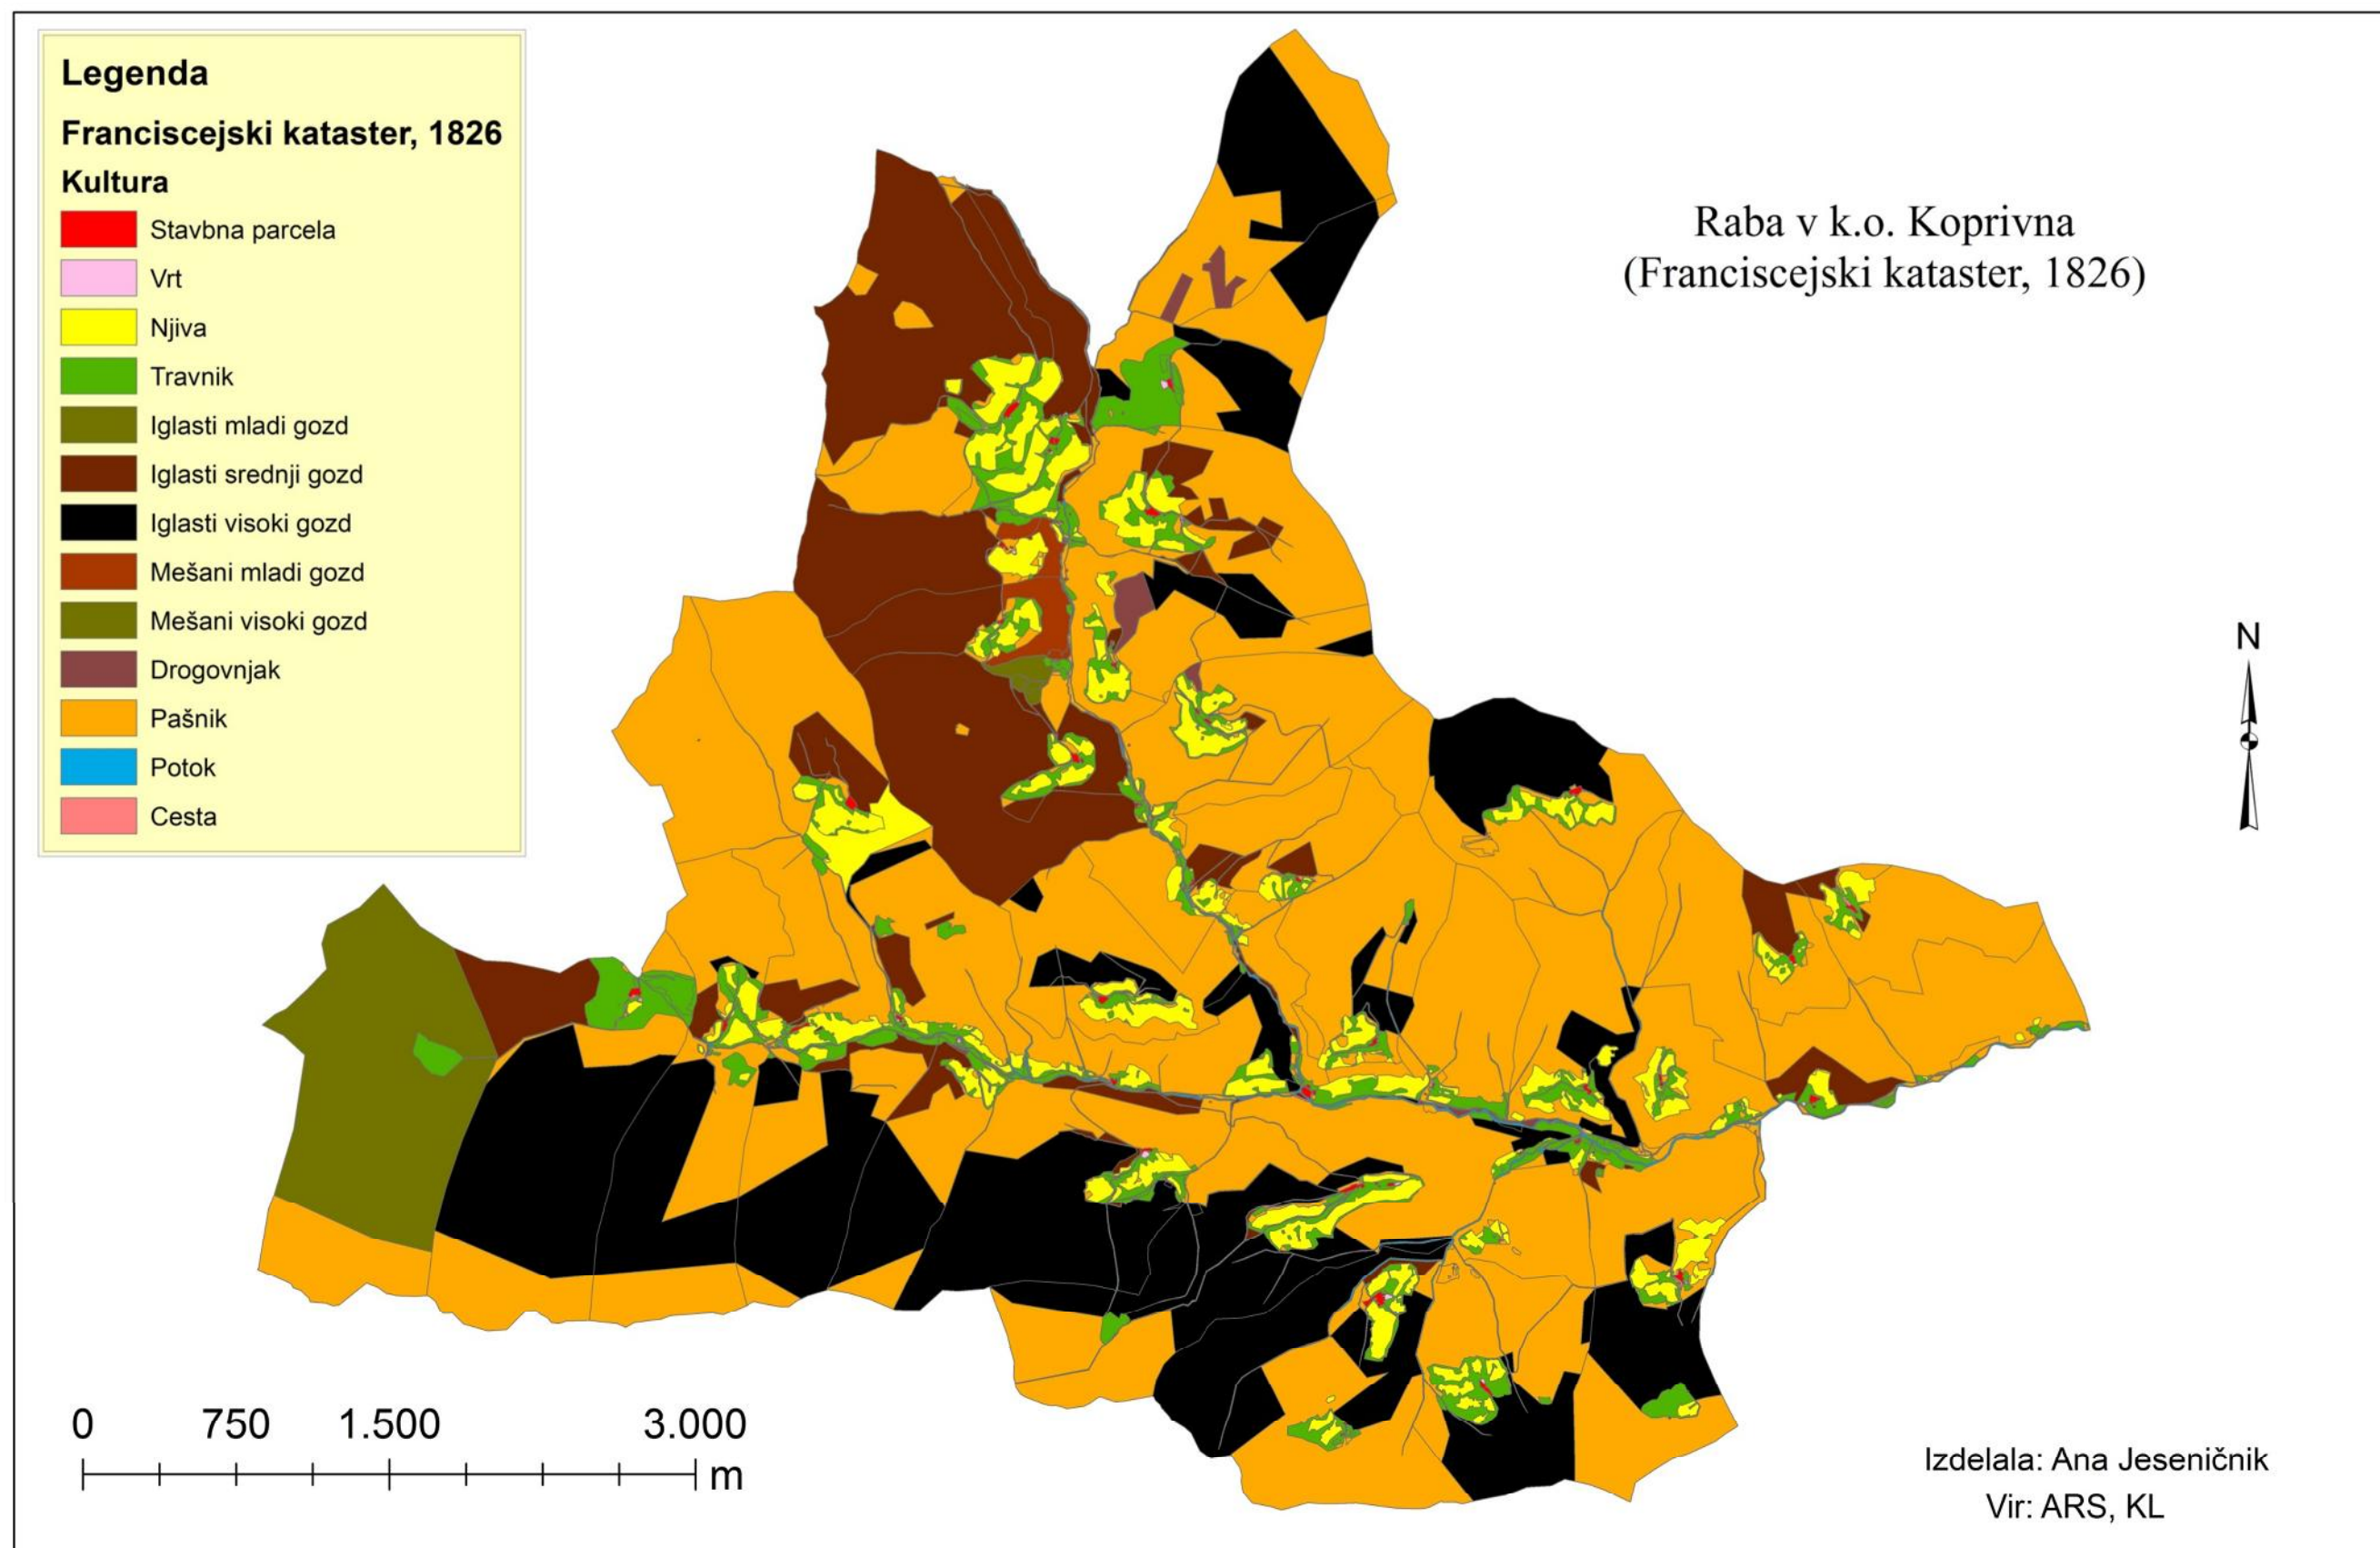 Legenda
Franciscejski kataster, 1826
Kultura
Stavbna parcela
Vrt
Njiva
Travnik
Iglasti mladi gozd
Iglasti srednji gozd
Iglasti visoki gozd
Mešani mladi gozd
Mešani visoki gozd
Drogovnjak
Pašnik
Potok
Cesta
Raba v k.o. Koprivna
(Franciscejski kataster, 1826)
N
0 750 1.500 3.000
m
Izdelala: Ana Jeseničnik
Vir: ARS, KL